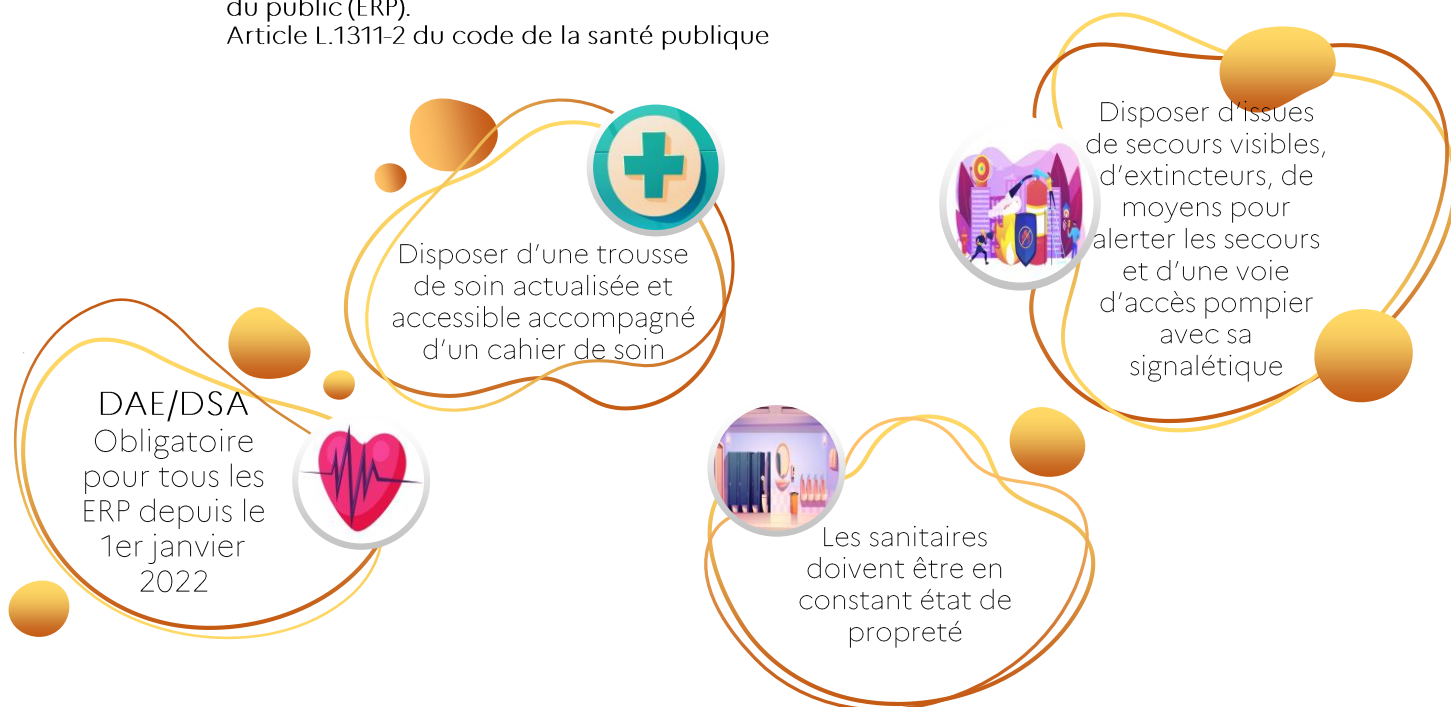 du public (ERP).
Article L.1311-2 du code de la santé publique
Disposer d'une trousse
de soin actualisée et
accessible accompagné
d'un cahier de soin
Disposer d'issues
de secours visibles,
d'extincteurs, de
moyens pour
alerter les secours
et d'une voie
d'accès pompier
avec sa
signalétique
DAE/DSA
Obligatoire
pour tous les
ERP depuis le
1er janvier
2022
Les sanitaires
doivent être en
constant état de
propreté